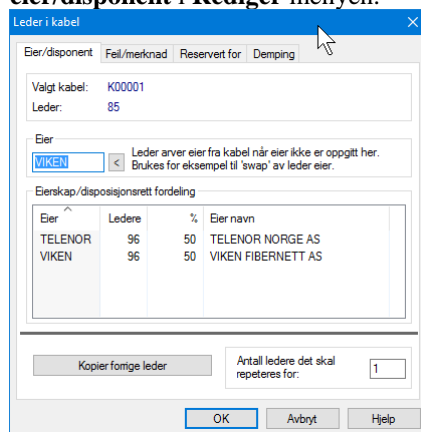 eier/disponent i Rediger menyen.
Leder i kabel
Eier/disponent Feil/merknad Reservert for Demping
Valgt kabel: K00001
Leder: 85
Eier
VIKEN < Leder arver eier fra kabel når eier ikke er oppgitt her.
Brukes for eksempel til 'swap' av leder eier.
Eierskap/disposisjonsrett fordeling
Eier Ledere % Eier navn
TELENOR 96 50 TELENOR NORGE AS
VIKEN 96 50 VIKEN FIBERNETT AS
Kopier forrige leder
Antall ledere det skal
repeteres for: 1
OK Avbryt Hjelp